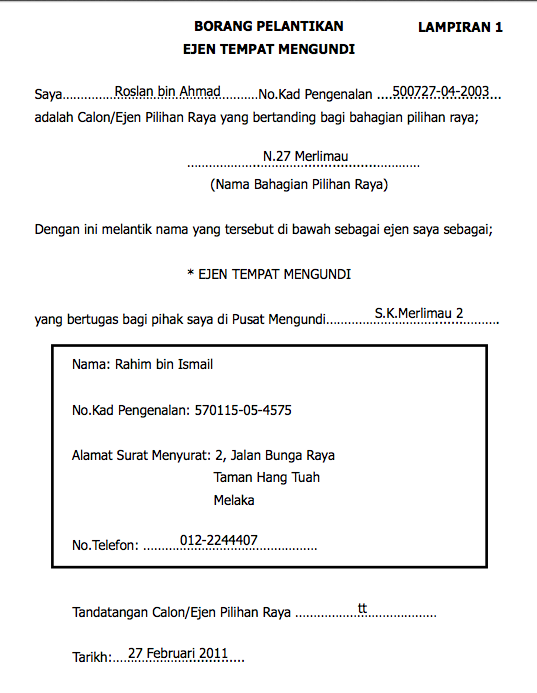 BORANG PELANTIKAN LAMPIRAN 1
EJEN TEMPAT MENGUNDI
Saya.....Roslan bin Ahmad.....No.Kad Pengenalan .....500727-04-2003.....
adalah Calon/Ejen Pilihan Raya yang bertanding bagi bahagian pilihan raya;
N.27 Merlimau
(Nama Bahagian Pilihan Raya)
Dengan ini melantik nama yang tersebut di bawah sebagai ejen saya sebagai;
* EJEN TEMPAT MENGUNDI
yang bertugas bagi pihak saya di Pusat Mengundi.....S.K.Merlimau 2.....
Nama: Rahim bin Ismail
No.Kad Pengenalan: 570115-05-4575
Alamat Surat Menyurat: 2, Jalan Bunga Raya
Taman Hang Tuah
Melaka
No.Telefon: .....012-2244407.....
Tandatangan Calon/Ejen Pilihan Raya .....tt.....
Tarikh:.....27 Februari 2011.....